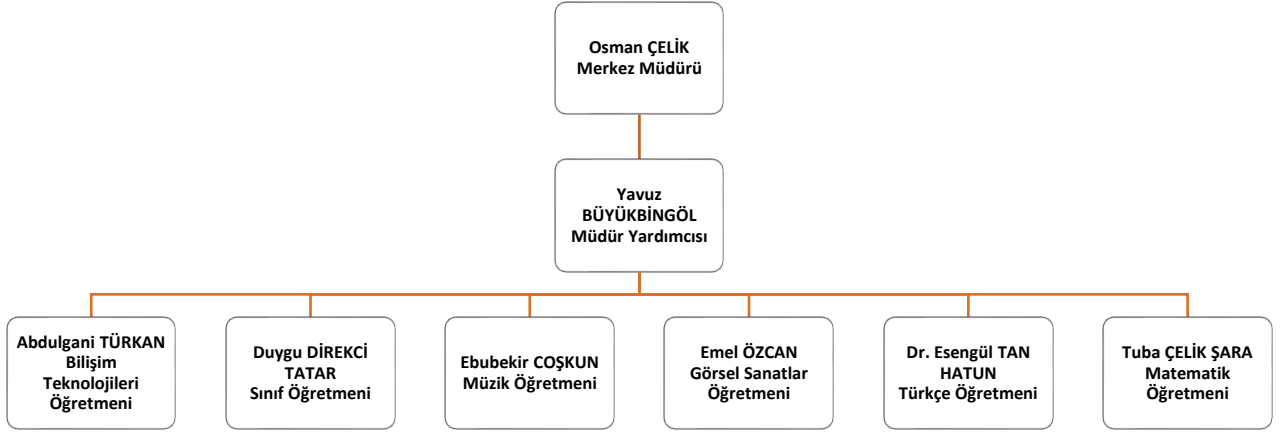 Osman ÇELİK
Merkez Müdürü
Yavuz
BÜYÜKBİNGÖL
Müdür Yardımcısı
Abdulgani TÜRKAN
Bilişim
Teknolojileri
Öğretmeni
Duygu DİREKCİ
TATAR
Sınıf Öğretmeni
Ebubekir COŞKUN
Müzik Öğretmeni
Emel ÖZCAN
Görsel Sanatlar
Öğretmeni
Dr. Esengül TAN
HATUN
Türkçe Öğretmeni
Tuba ÇELİK ŞARA
Matematik
Öğretmeni